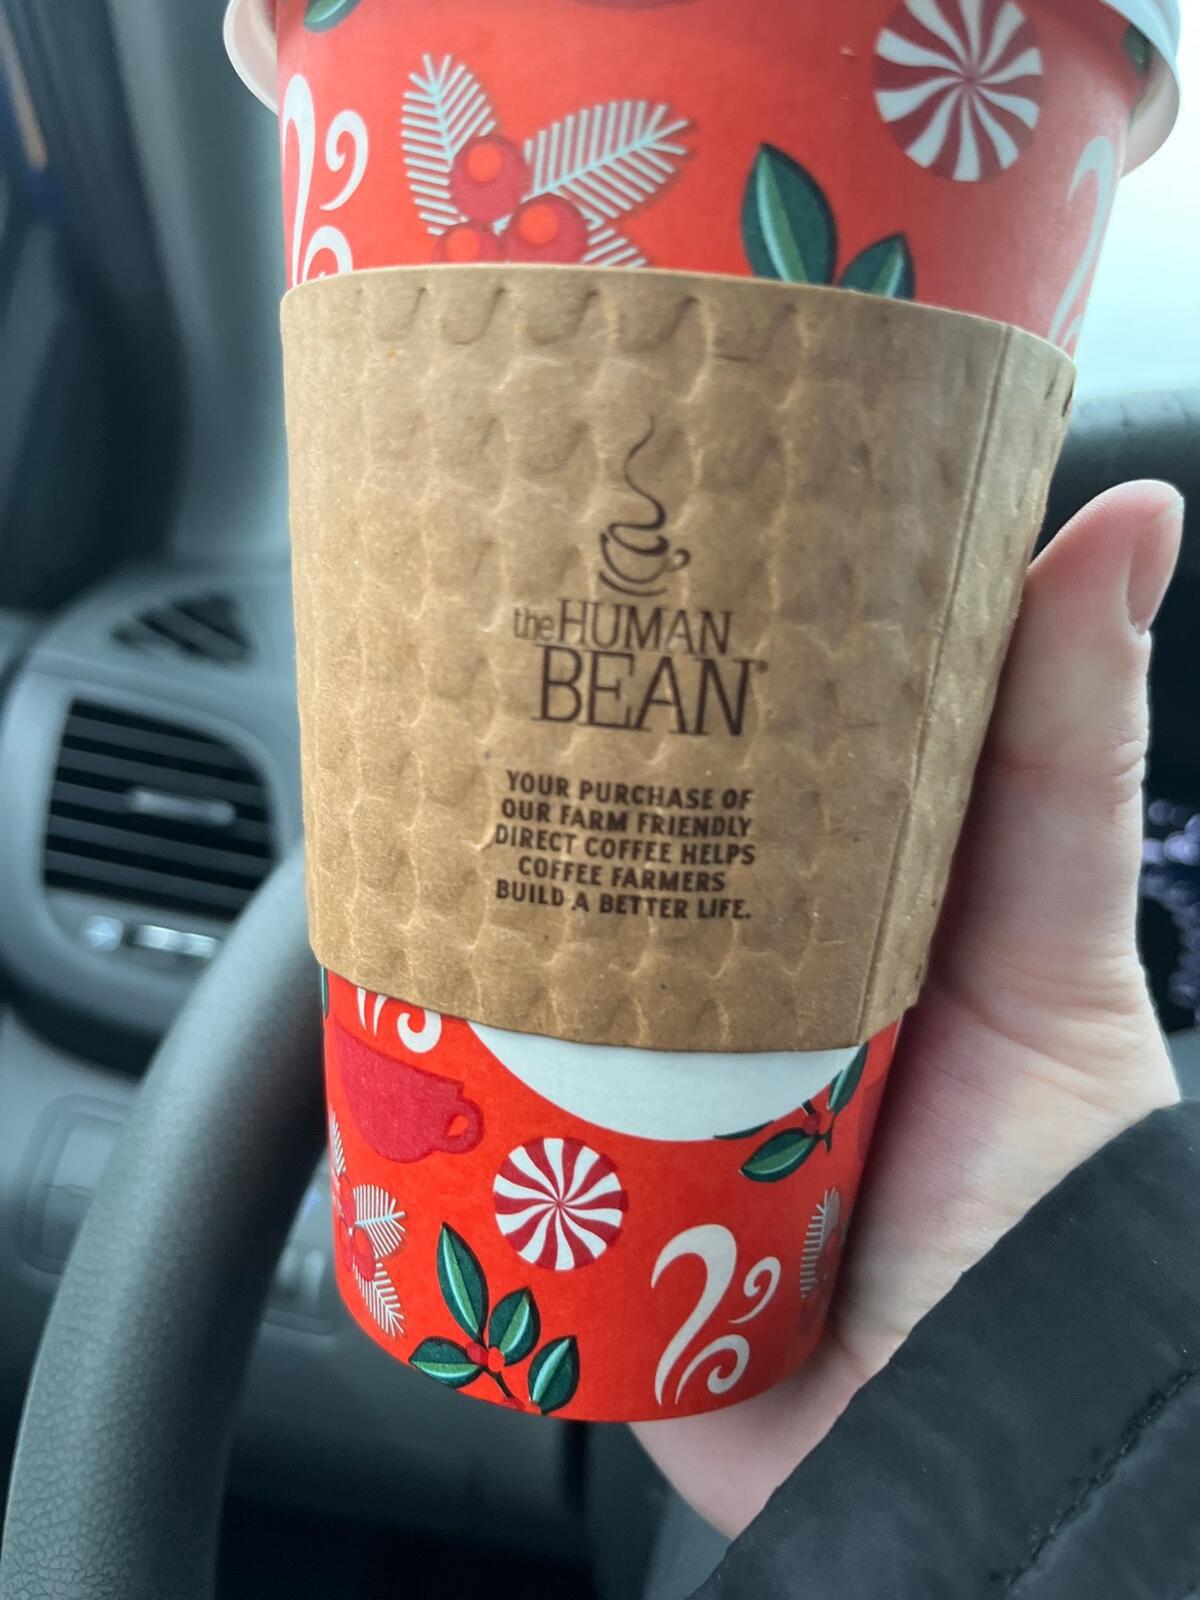 the HUMAN
BEAN®
YOUR PURCHASE OF
OUR FARM FRIENDLY
DIRECT COFFEE HELPS
COFFEE FARMERS
BUILD A BETTER LIFE.